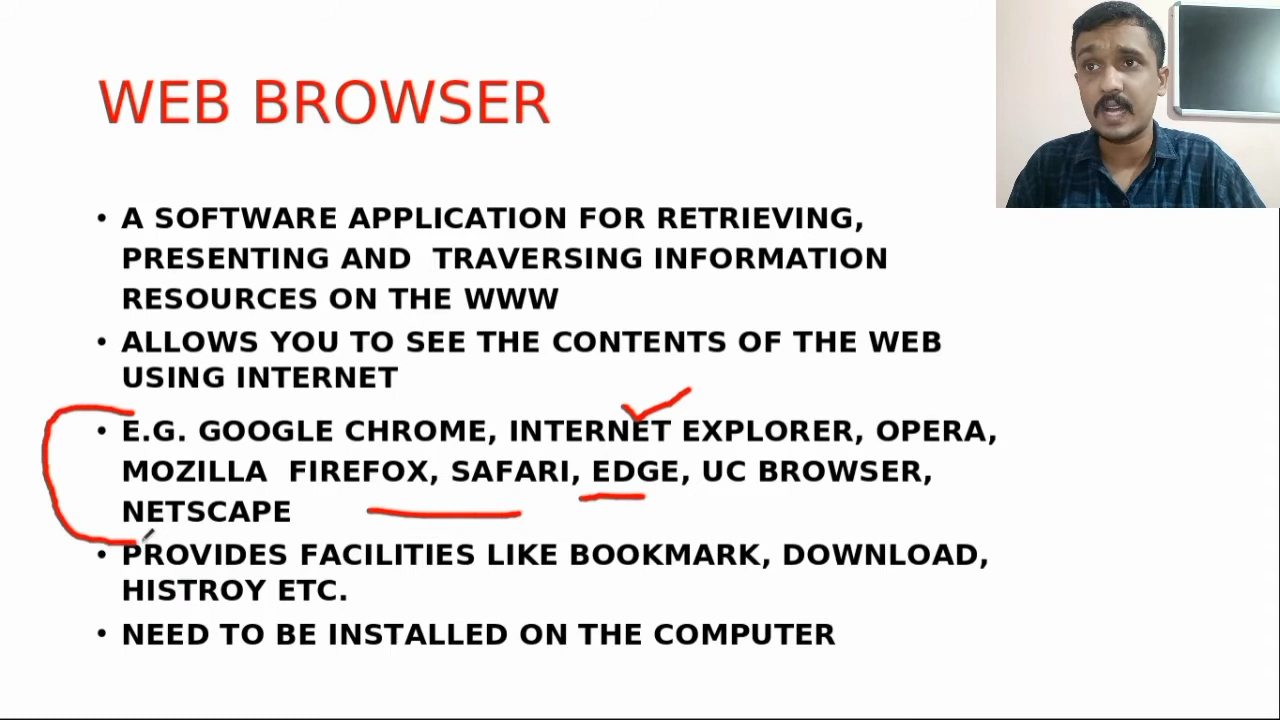 WEB BROWSER
• A SOFTWARE APPLICATION FOR RETRIEVING,
PRESENTING AND  TRAVERSING INFORMATION
RESOURCES ON THE WWW
• ALLOWS YOU TO SEE THE CONTENTS OF THE WEB
USING INTERNET
• E.G. GOOGLE CHROME, INTERNET EXPLORER, OPERA,
MOZILLA  FIREFOX, SAFARI, EDGE, UC BROWSER,
NETSCAPE
• PROVIDES FACILITIES LIKE BOOKMARK, DOWNLOAD,
HISTROY ETC.
• NEED TO BE INSTALLED ON THE COMPUTER